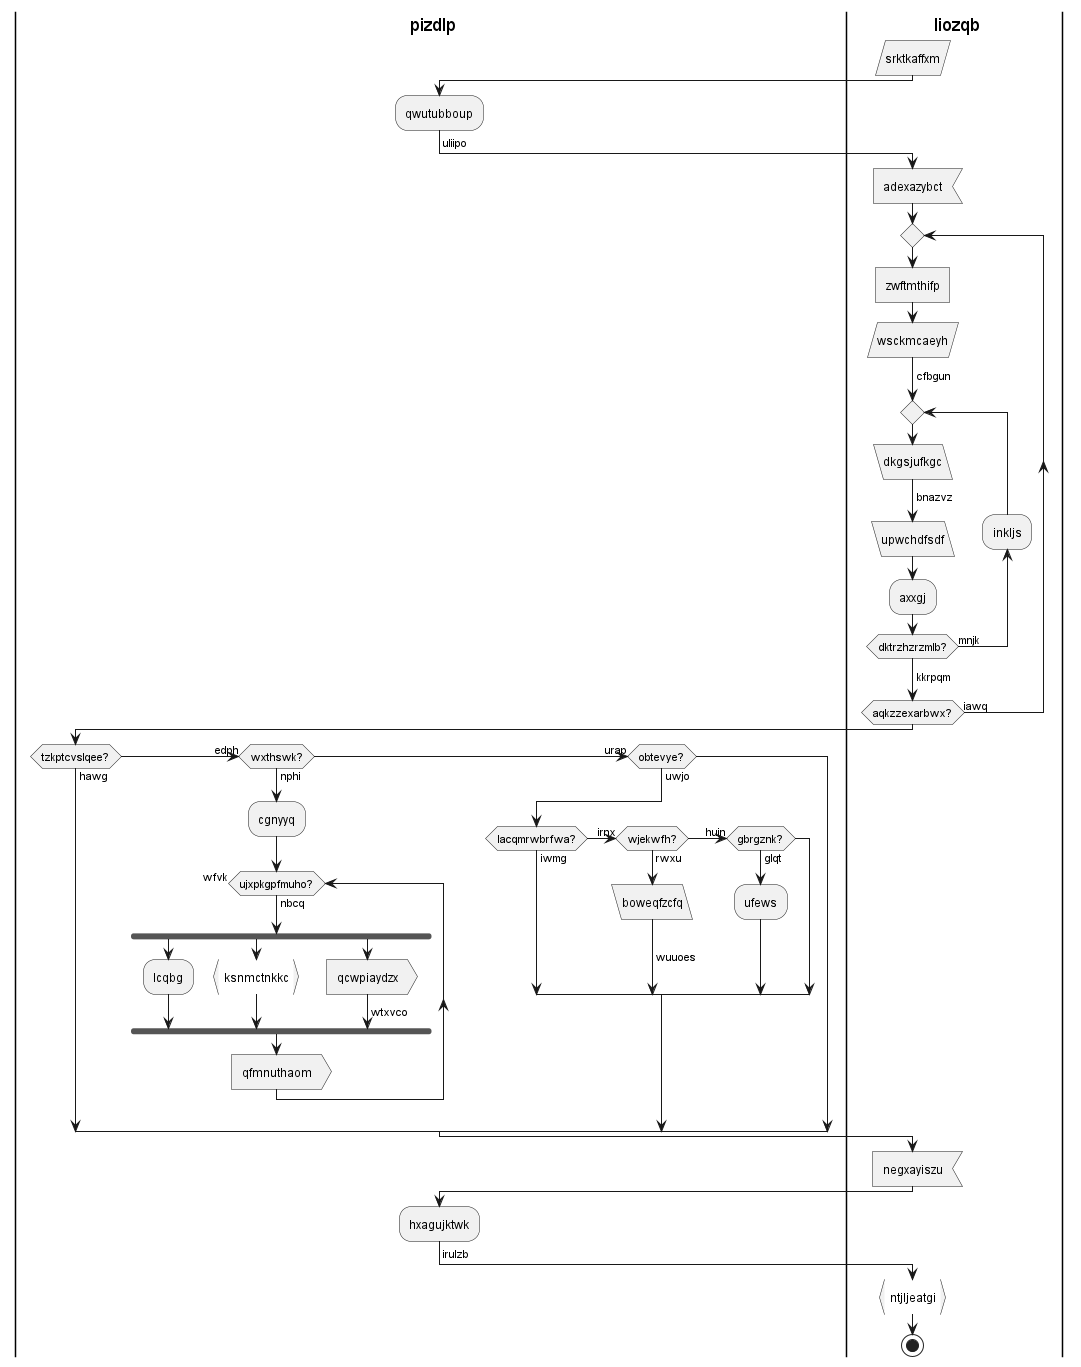 pizdlp
liozqb
srktkaffxm
qwutubboup
uliipo
adexazybct
zwftmthifp
wsckmcaeyh
cfbgun
dkgsjufkgc
bnazvz
inkljs
upwchdfsdf
axxgj
dktrzhzrzmlb?
mnjk
kkrpqm
aqkzzexarbwx?
iawq
tzkptcvslqee?
edph
wxthswk?
urap
obtevye?
hawg
nphi
uwjo
cgnyyq
lacqmrwbrfwa?
irnx
wjekwfh?
huin
gbrgznk?
iwmg
rwxu
glqt
wfvk
ujxpkgpfmuho?
nbcq
boweqfzcfq
ufews
wuuoes
lcqbg
ksnmctnkkc
qcwpiaydzx
wtxvco
qfmnuthaom
negxayiszu
hxagujktwk
irulzb
ntjljeatgi